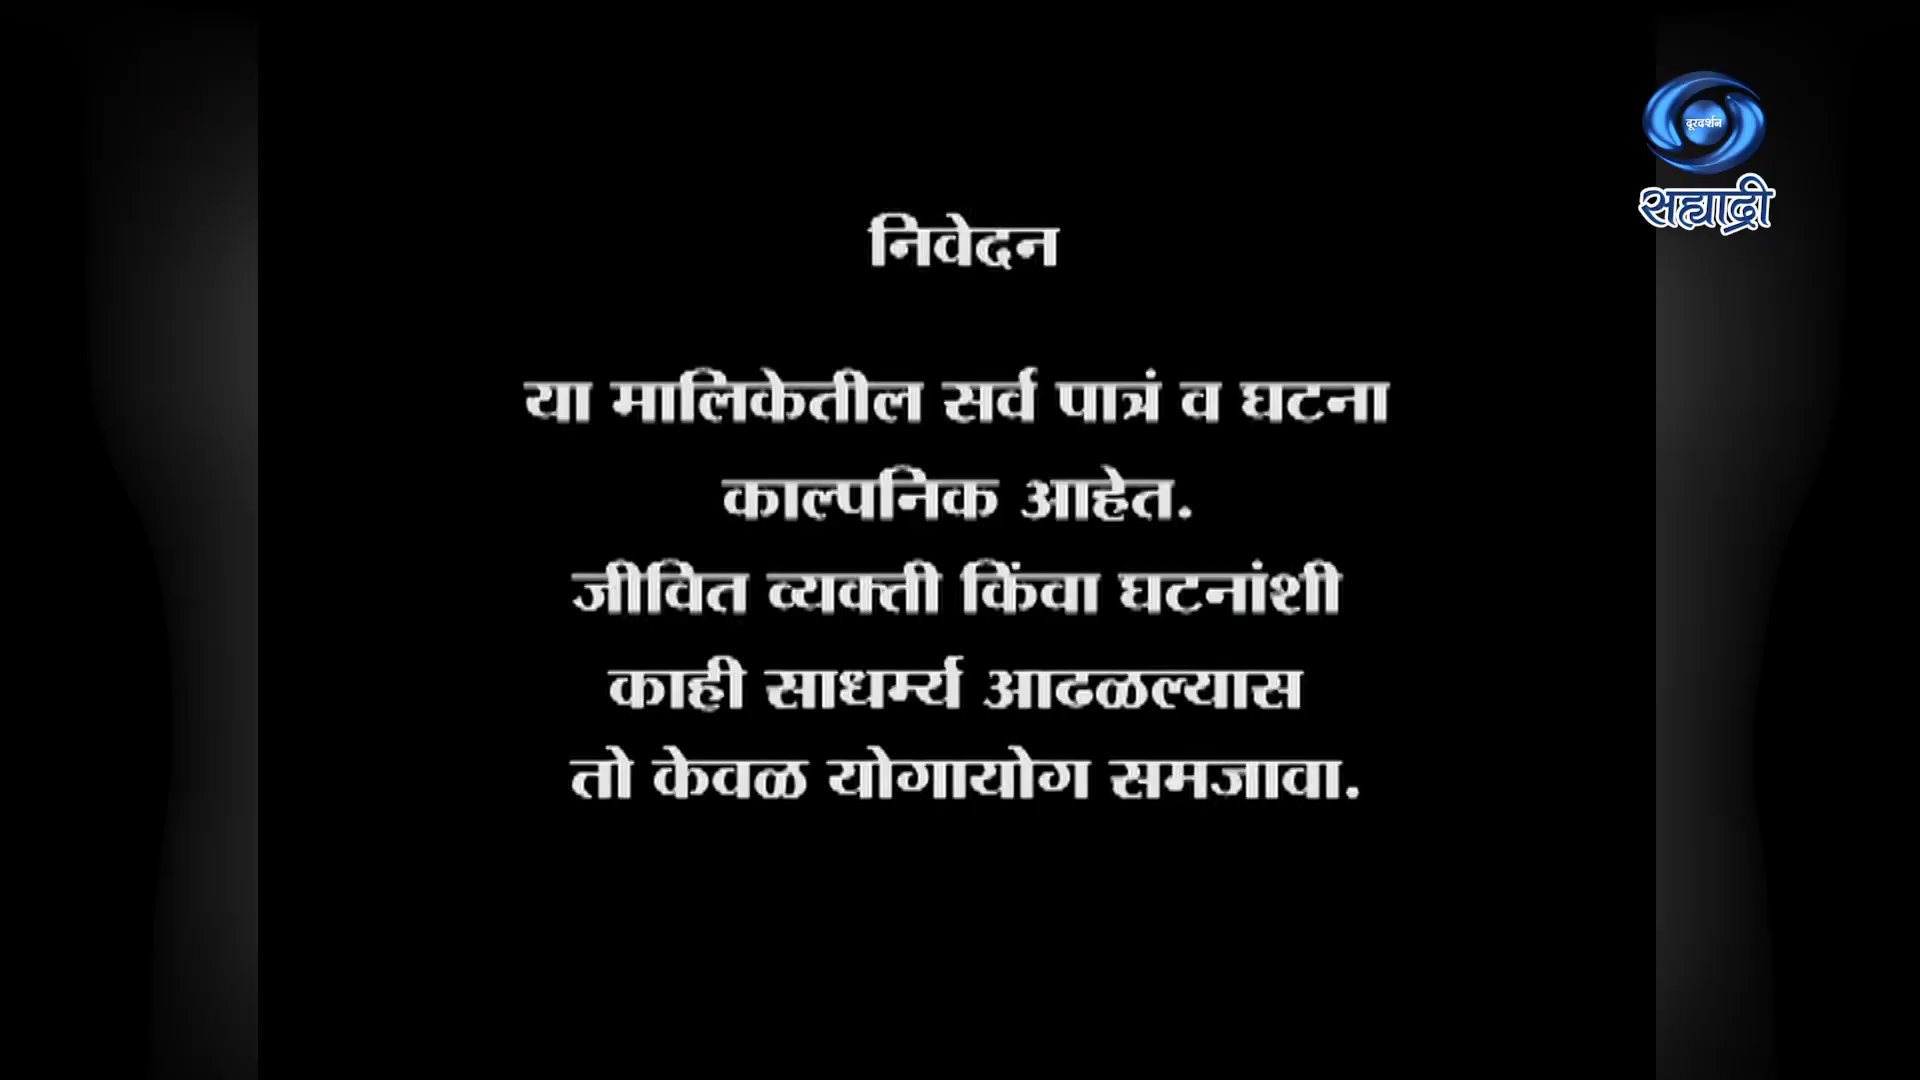 दूरदर्शन
सह्याद्री
निवेदन
या मालिकेतील सर्व पात्रं व घटना
काल्पनिक आहेत.
जीवित व्यक्ती किंवा घटनांशी
काही साधर्म्य आढळल्यास
तो केवळ योगायोग समजावा.